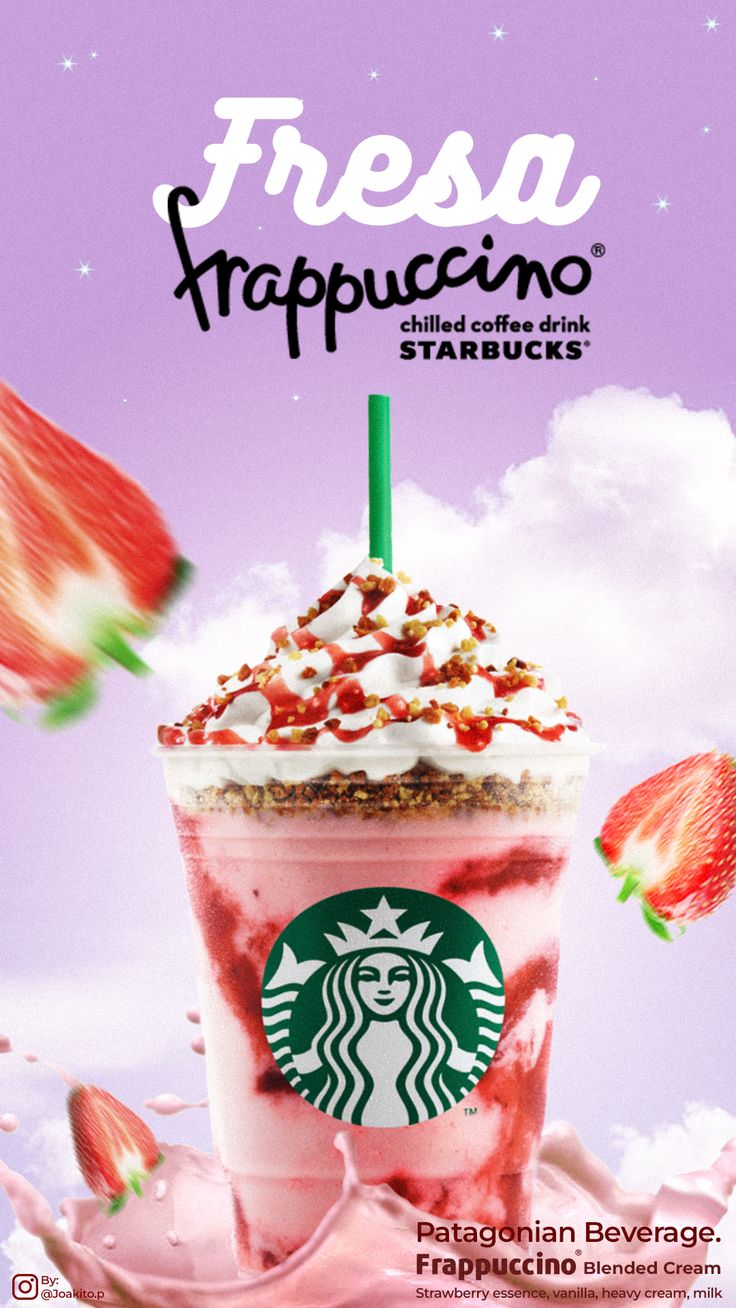 Fresa
frappuccino®
chilled coffee drink
STARBUCKS®
TM
Patagonian Beverage.
Frappuccino® Blended Cream
Strawberry essence, vanilla, heavy cream, milk
By:
@Joakito.p